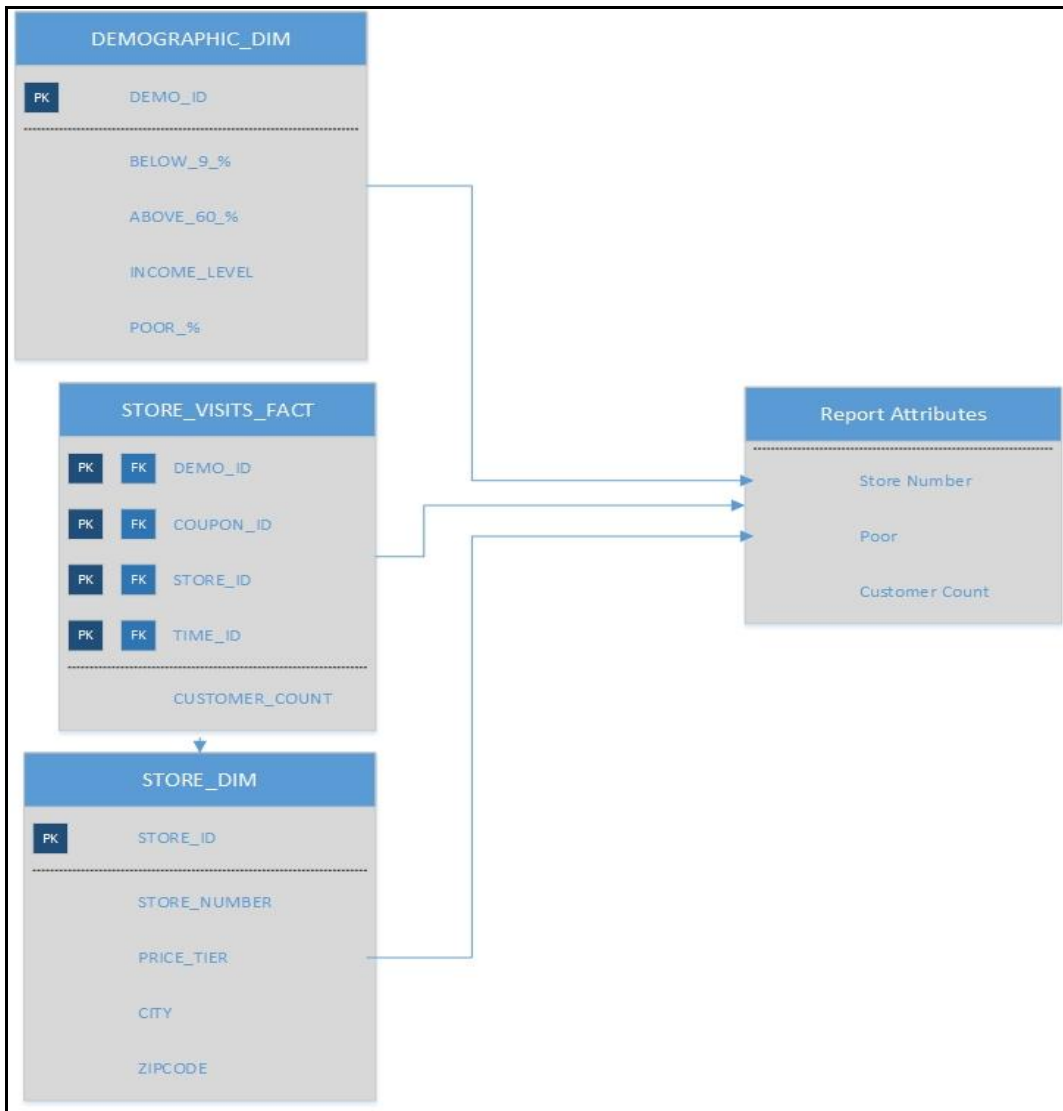 DEMOGRAPHIC_DIM
PK DEMO_ID
BELOW_9_%
ABOVE_60_%
INCOME_LEVEL
POOR_%
STORE_VISITS_FACT
PK FK DEMO_ID
PK FK COUPON_ID
PK FK STORE_ID
PK FK TIME_ID
CUSTOMER_COUNT
STORE_DIM
PK STORE_ID
STORE_NUMBER
PRICE_TIER
CITY
ZIPCODE
Report Attributes
Store Number
Poor
Customer Count